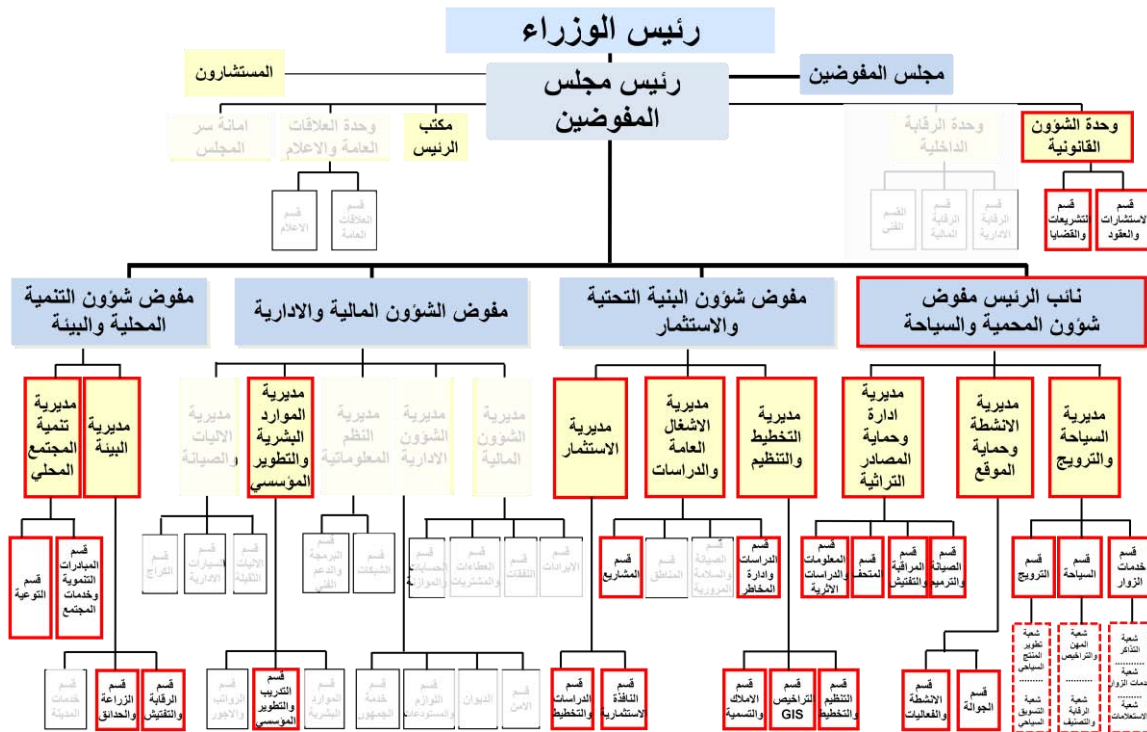 رئيس الوزراء
المستشارون
رئيس مجلس
المفوضين
مجلس المفوضين
وحدة الشؤون
القانونية
وحدة الرقابة
الداخلية
مكتب
الرئيس
وحدة العلاقات
العامة والاعلام
امانة سر
المجلس
قسم
الاستشارات
والعقود
قسم
التشريعات
والقضايا
قسم
الرقابة
الادارية
قسم
الرقابة
المالية
القسم
الفني
قسم
العلاقات
العامة
قسم
الاعلام
نائب الرئيس مفوض
شؤون المحمية والسياحة
مفوض شؤون البنية التحتية
والاستثمار
مفوض الشؤون المالية والادارية
مفوض شؤون التنمية
المحلية والبيئة
مديرية
السياحة
والترويج
مديرية
الانشطة
وحماية
الموقع
مديرية
ادارة
وحماية
المصادر
التراثية
مديرية
التخطيط
والتنظيم
مديرية
الاشغال
العامة
والدراسات
مديرية
الاستثمار
مديرية
الشؤون
المالية
مديرية
الشؤون
الادارية
مديرية
النظم
المعلوماتية
مديرية
الموارد
البشرية
والتطوير
المؤسسي
مديرية
الاليات
والصيانة
مديرية
البيئة
مديرية
تنمية
المجتمع
المحلي
قسم
خدمات
الزوار
قسم
السياحة
قسم
الترويج
قسم
الصيانة
والترميم
قسم
المراقبة
والتفتيش
قسم
المتحف
قسم
المعلومات
والدراسات
الاثرية
قسم
الدراسات
وادارة
المخاطر
قسم
الصيانة
والسلامة
المرورية
قسم
المناطق
قسم
المشاريع
قسم
الايرادات
قسم
النفقات
قسم
العطاءات
والمشتريات
قسم
الحسابات
والموازنة
قسم
الشبكات
قسم
البرمجة
والدعم
الفني
قسم
الاليات
الثقيلة
قسم
السيارات
الادارية
قسم
الكراج
قسم
المبادرات
التنموية
وخدمات
المجتمع
قسم
التوعية
شعبة
التذاكر
شعبة
خدمات الزوار
شعبة
الاستعلامات
شعبة
المهن
والتراخيص
شعبة
الرقابة
والتصنيف
شعبة
تطوير
المنتج
السياحي
شعبة
التسويق
السياحي
قسم
الجوالة
قسم
الانشطة
والفعاليات
قسم
التنظيم
والتخطيط
قسم
التراخيص
GIS
قسم
الاملاك
والتسمية
قسم
النافذة
الاستثمارية
قسم
الدراسات
والتخطيط
قسم
الامن
قسم
الديوان
قسم
اللوازم
والمستودعات
قسم
خدمة
الجمهور
قسم
الموارد
البشرية
قسم
التدريب
والتطوير
المؤسسي
قسم
الرواتب
والاجور
قسم
الرقابة
والتفتيش
قسم
الزراعة
والحدائق
قسم
خدمات
المدينة